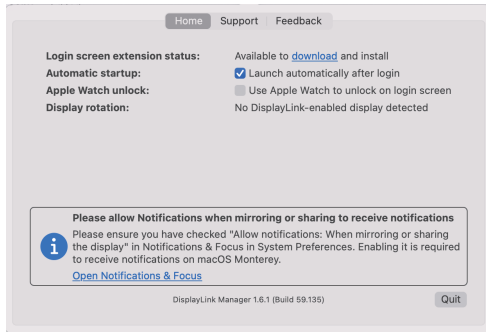 Home Support Feedback
Login screen extension status: Available to download and install
Automatic startup: Launch automatically after login
Apple Watch unlock: Use Apple Watch to unlock on login screen
Display rotation: No DisplayLink-enabled display detected
Please allow Notifications when mirroring or sharing to receive notifications
Please ensure you have checked "Allow notifications: When mirroring or sharing
the display" in Notifications & Focus in System Preferences. Enabling it is required
to receive notifications on macOS Monterey.
Open Notifications & Focus
DisplayLink Manager 1.6.1 (Build 59.135) Quit